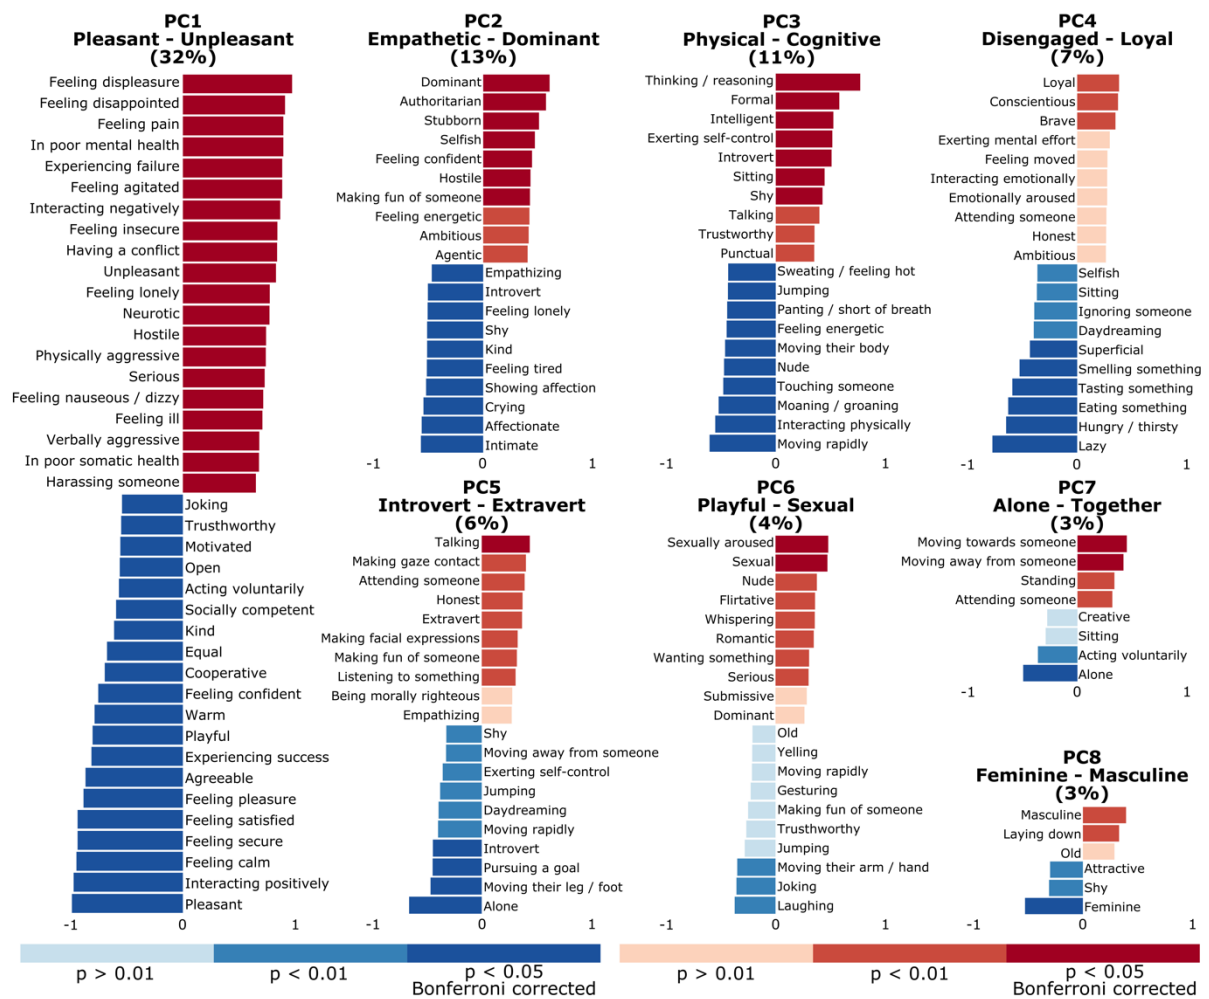 PC1
Pleasant - Unpleasant
(32%)
Feeling displeasure
Feeling disappointed
Feeling pain
In poor mental health
Experiencing failure
Feeling agitated
Interacting negatively
Feeling insecure
Having a conflict
Unpleasant
Feeling lonely
Neurotic
Hostile
Physically aggressive
Serious
Feeling nauseous / dizzy
Feeling ill
Verbally aggressive
In poor somatic health
Harassing someone
Joking
Trusthworthy
Motivated
Open
Acting voluntarily
Socially competent
Kind
Equal
Cooperative
Feeling confident
Warm
Playful
Experiencing success
Agreeable
Feeling pleasure
Feeling satisfied
Feeling secure
Feeling calm
Interacting positively
Pleasant
-1 0 1
PC2
Empathetic - Dominant
(13%)
Dominant
Authoritarian
Stubborn
Selfish
Feeling confident
Hostile
Making fun of someone
Feeling energetic
Ambitious
Agentic
Empathizing
Introvert
Feeling lonely
Shy
Kind
Feeling tired
Showing affection
Crying
Affectionate
Intimate
-1 0 1
PC3
Physical - Cognitive
(11%)
Thinking / reasoning
Formal
Intelligent
Exerting self-control
Introvert
Sitting
Shy
Talking
Trustworthy
Punctual
Sweating / feeling hot
Jumping
Panting / short of breath
Feeling energetic
Moving their body
Nude
Touching someone
Moaning / groaning
Interacting physically
Moving rapidly
-1 0 1
PC4
Disengaged - Loyal
(7%)
Loyal
Conscientious
Brave
Exerting mental effort
Feeling moved
Interacting emotionally
Emotionally aroused
Attending someone
Honest
Ambitious
Selfish
Sitting
Ignoring someone
Daydreaming
Superficial
Smelling something
Tasting something
Eating something
Hungry / thirsty
Lazy
-1 0 1
PC5
Introvert - Extravert
(6%)
Talking
Making gaze contact
Attending someone
Honest
Extravert
Making facial expressions
Making fun of someone
Listening to something
Being morally righteous
Empathizing
Shy
Moving away from someone
Exerting self-control
Jumping
Daydreaming
Moving rapidly
Introvert
Pursuing a goal
Moving their leg / foot
Alone
-1 0 1
PC6
Playful - Sexual
(4%)
Sexually aroused
Sexual
Nude
Flirtative
Whispering
Romantic
Wanting something
Serious
Submissive
Dominant
Old
Yelling
Moving rapidly
Gesturing
Making fun of someone
Trusthworthy
Jumping
Moving their arm / hand
Joking
Laughing
-1 0 1
PC7
Alone - Together
(3%)
Moving towards someone
Moving away from someone
Standing
Attending someone
Creative
Sitting
Acting voluntarily
Alone
-1 0 1
PC8
Feminine - Masculine
(3%)
Masculine
Laying down
Old
Attractive
Shy
Feminine
-1 0 1
p > 0.01 p < 0.01 p < 0.05
Bonferroni corrected
p > 0.01 p < 0.01 p < 0.05
Bonferroni corrected